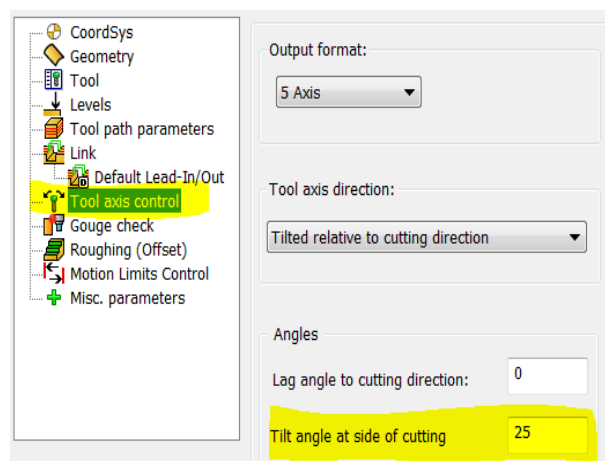 CoordSys
Geometry
Tool
Levels
Tool path parameters
Link
Default Lead-In/Out
Tool axis control
Gouge check
Roughing (Offset)
Motion Limits Control
Misc. parameters
Output format:
5 Axis
Tool axis direction:
Tilted relative to cutting direction
Angles
Lag angle to cutting direction: 0
Tilt angle at side of cutting 25